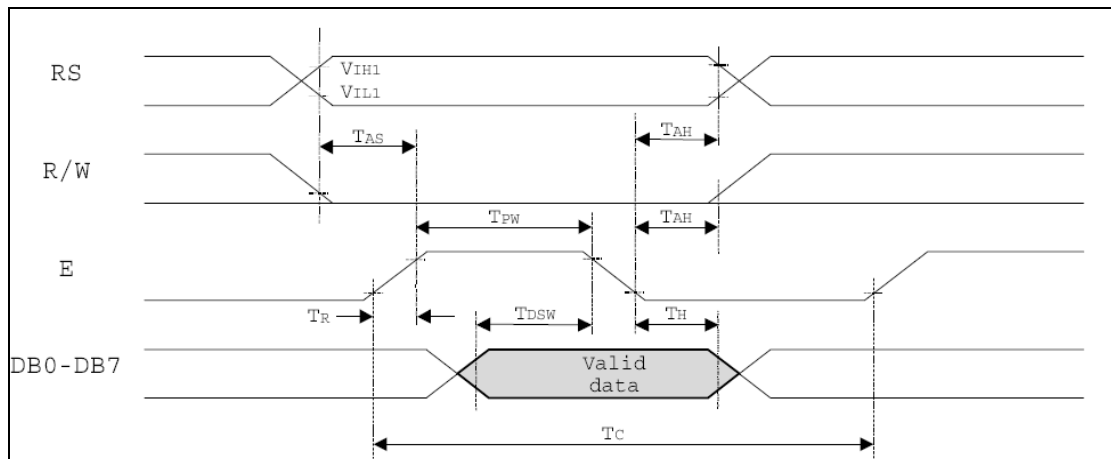 RS
VIH1
VIL1
TAS
TAH
R/W
TPW
TAH
E
TR
TDSW
TH
DB0-DB7
Valid
data
TC